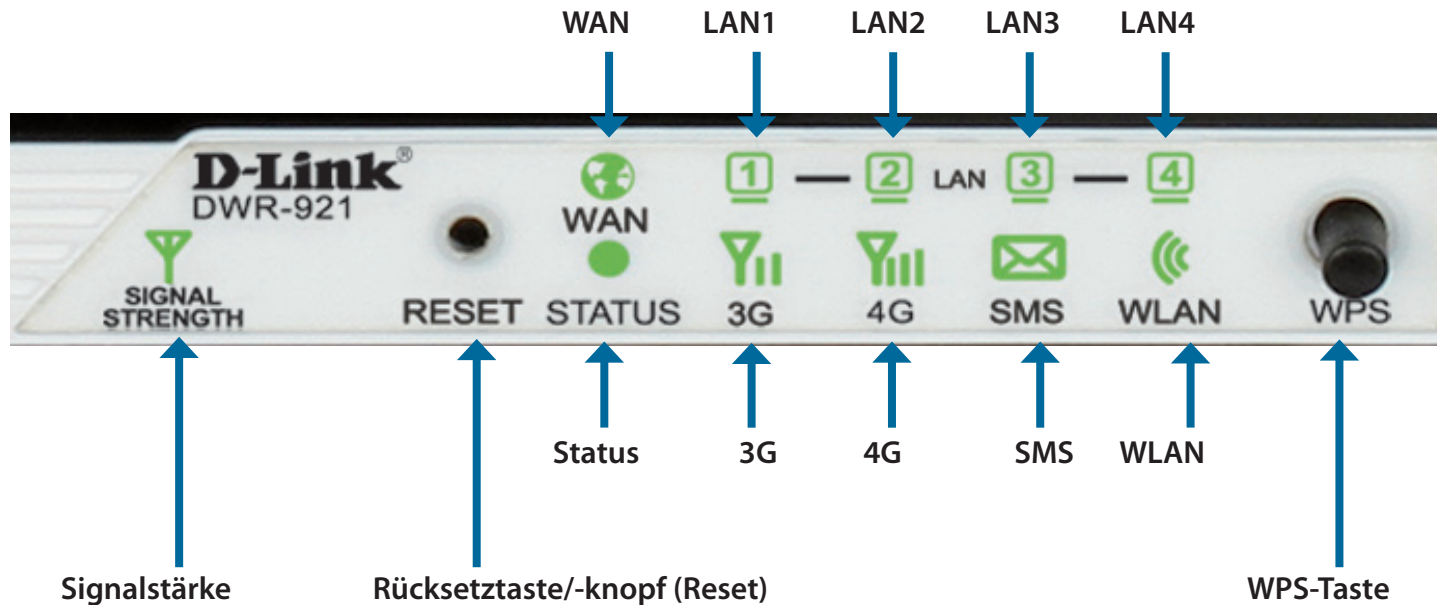 WAN LAN1 LAN2 LAN3 LAN4
D-Link®
DWR-921
1 2 LAN 3 4
WAN
SIGNAL
STRENGTH
RESET STATUS 3G 4G SMS WLAN WPS
Status 3G 4G SMS WLAN
Signalstärke Rücksetztaste/-knopf (Reset) WPS-Taste